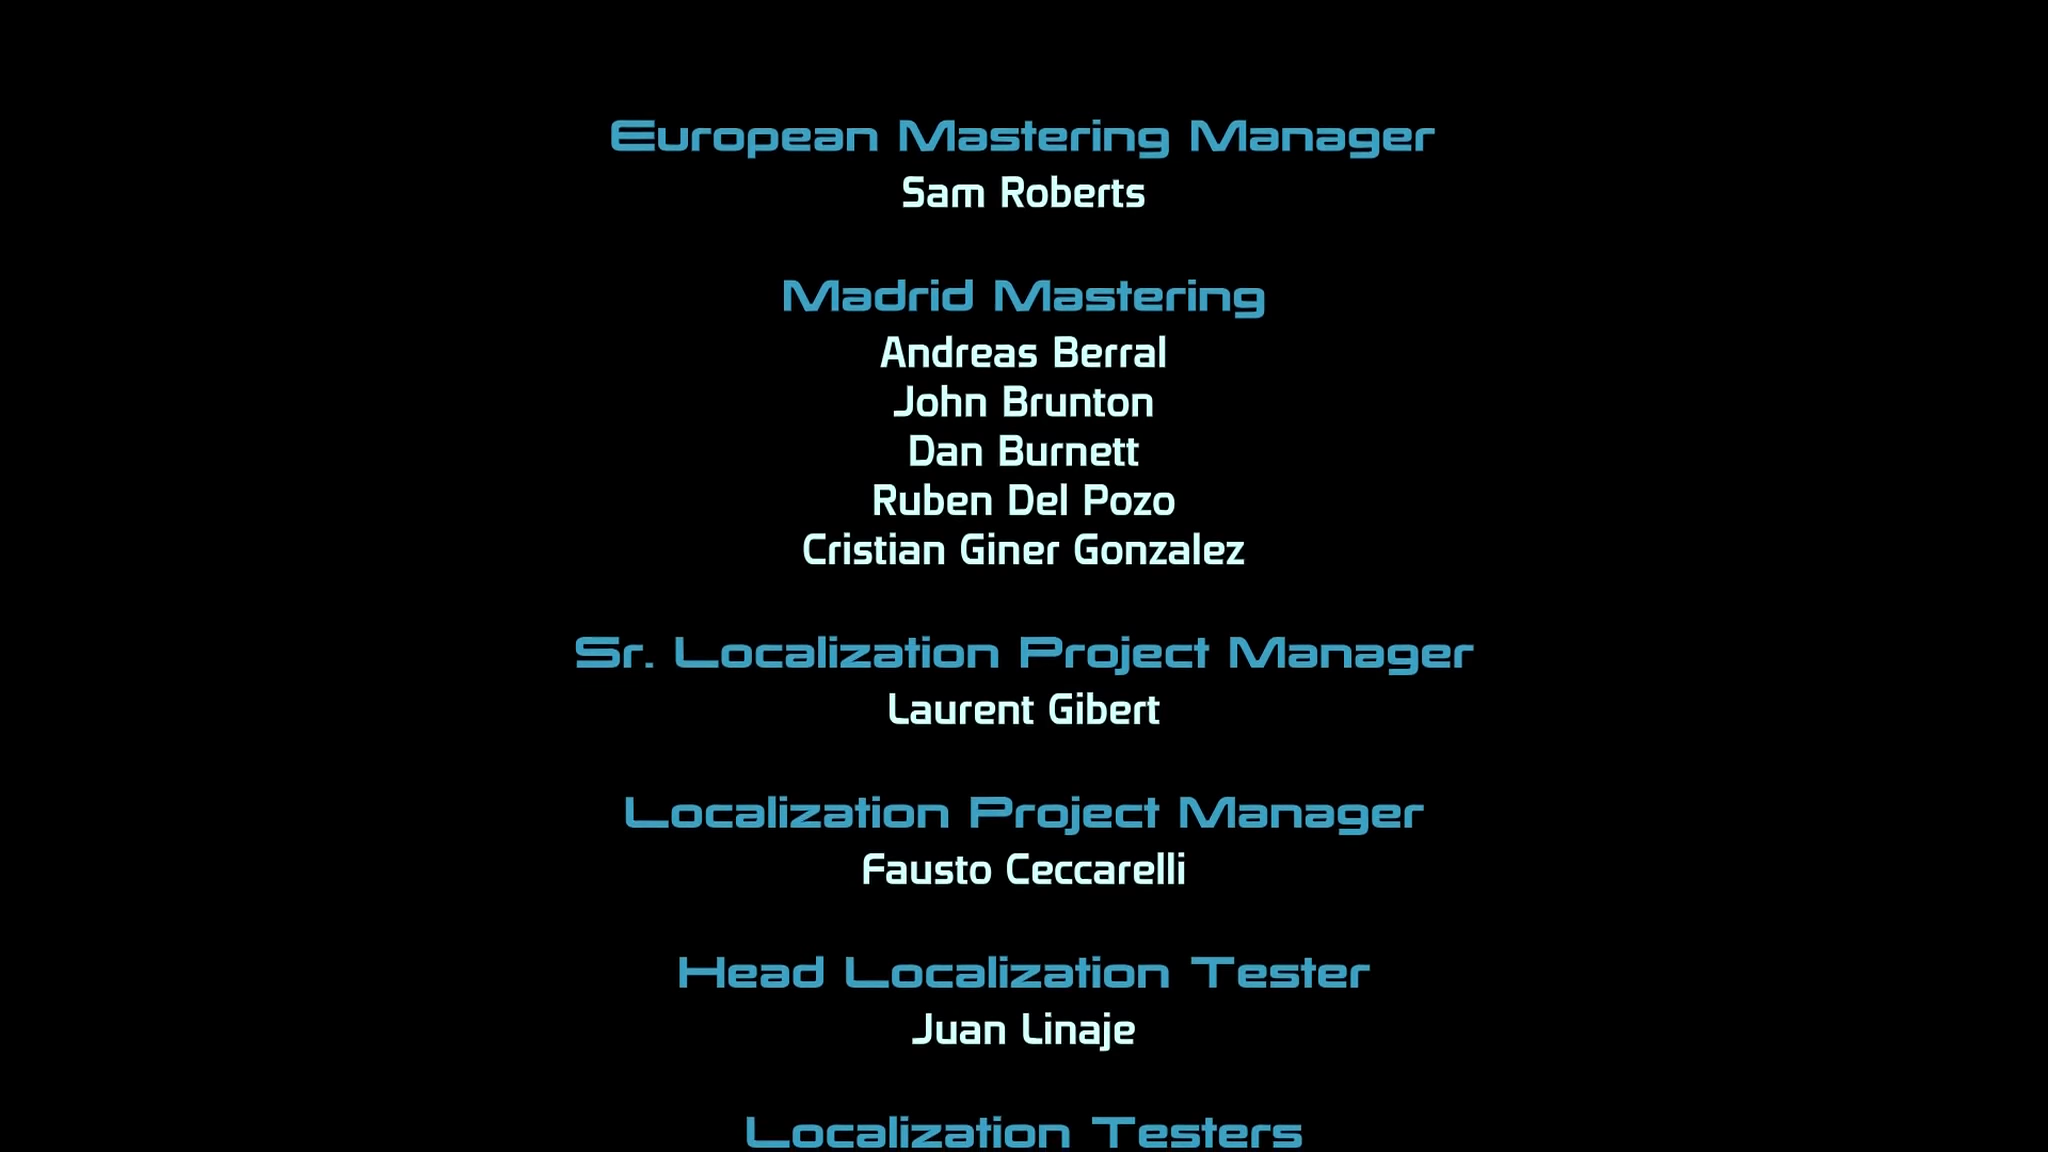 European Mastering Manager
Sam Roberts
Madrid Mastering
Andreas Berral
John Brunton
Dan Burnett
Ruben Del Pozo
Cristian Giner Gonzalez
Sr. Localization Project Manager
Laurent Gibert
Localization Project Manager
Fausto Ceccarelli
Head Localization Tester
Juan Linaje
Localization Testers